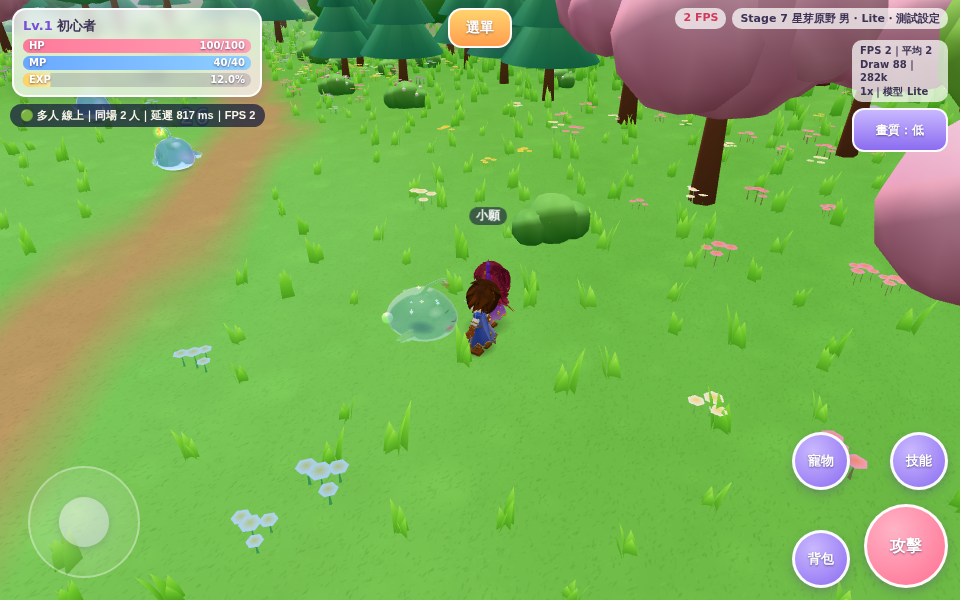 Lv.1 初心者
HP 100/100
MP 40/40
EXP 12.0%
多人 線上｜同場 2 人｜延遲 817 ms｜FPS 2
選單
2 FPS
Stage 7 星芽原野 男・Lite・測試設定
FPS 2｜平均 2
Draw 88｜
282k
1x｜模型 Lite
畫質：低
小願
寵物
技能
攻擊
背包